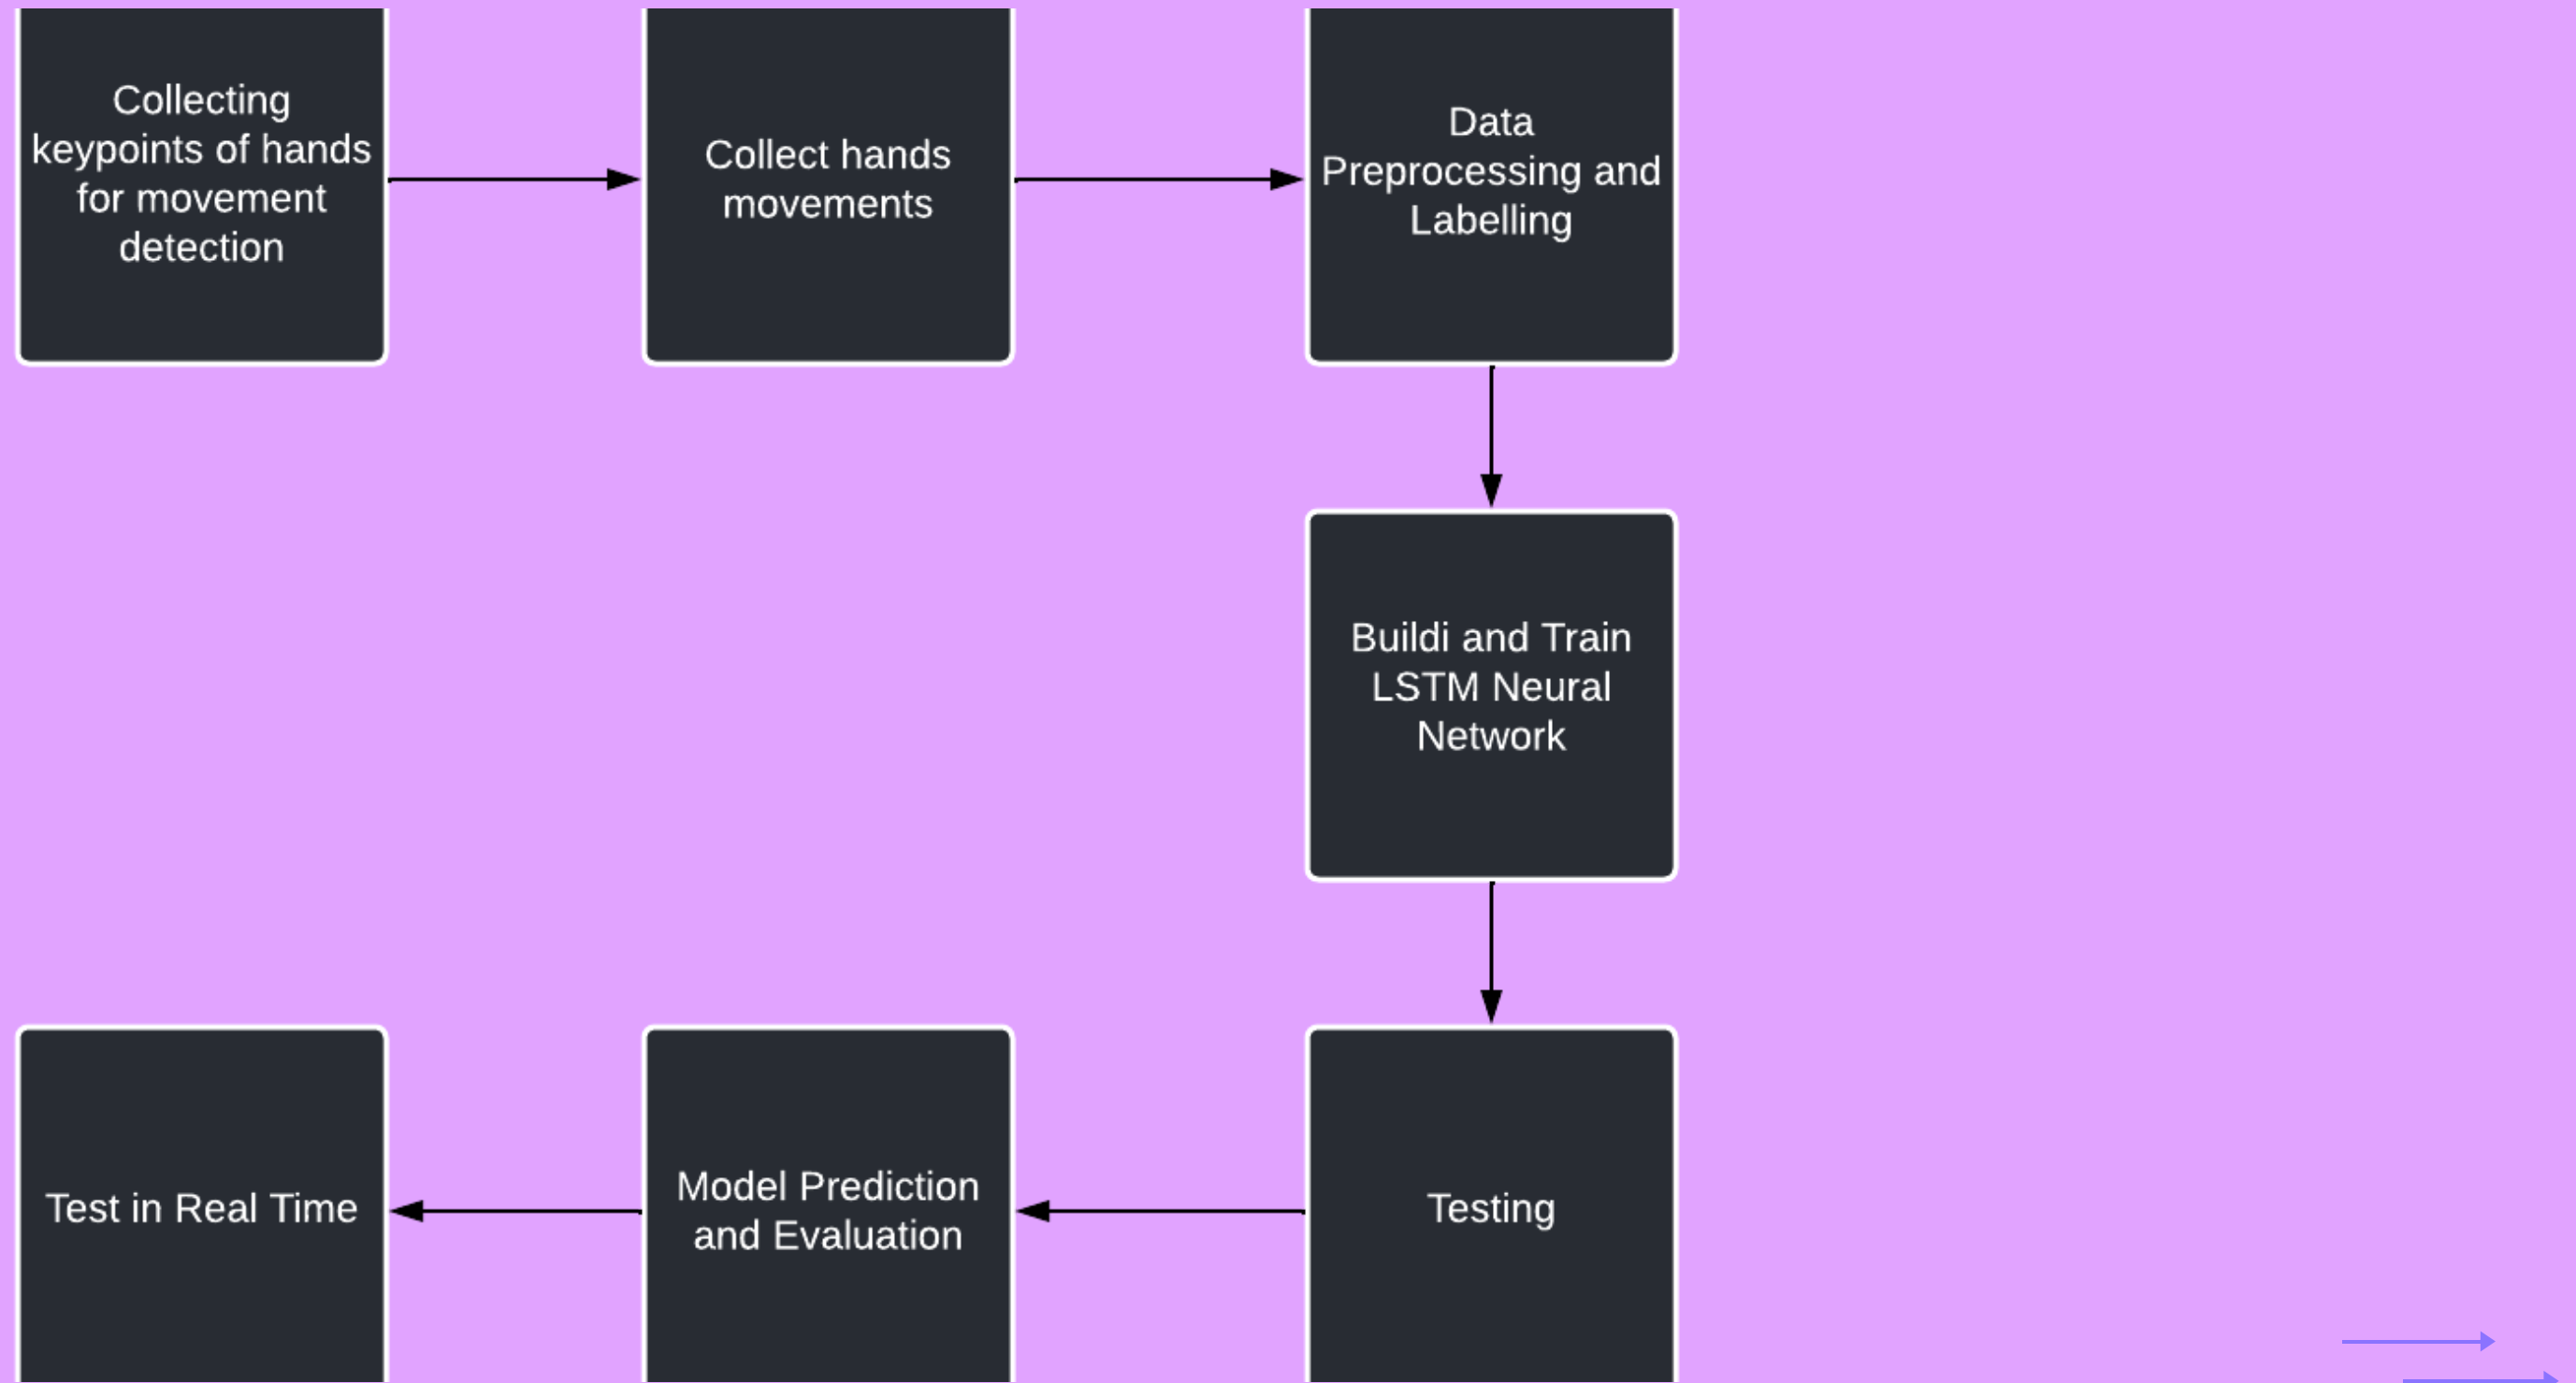 Collecting
keypoints of hands
for movement
detection
Collect hands
movements
Data
Preprocessing and
Labelling
Buildi and Train
LSTM Neural
Network
Testing
Model Prediction
and Evaluation
Test in Real Time